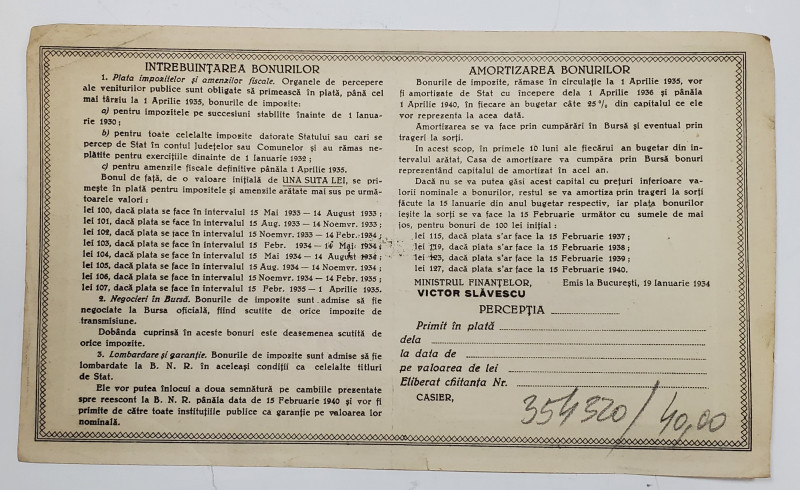 INTREBUINȚAREA BONURILOR
1. Plata impozitelor și amenzilor fiscale. Organele de percepere
ale veniturilor publice sunt obligate să primească în plată, până cel
mai târziu la 1 Aprilie 1935, bonurile de impozite:
a) pentru impozitele pe succesiuni stabilite înainte de 1 Ianua-
rie 1930;
b) pentru toate celelalte impozite datorate Statului sau cari se
percep de Stat în contul Județelor sau Comunelor și au rămas ne-
plătite pentru exercițiile dinainte de 1 Ianuarie 1932;
c) pentru amenzile fiscale definitive pânăla 1 Aprilie 1935.
Bonul de față, de o valoare inițială de UNA SUTA LEI, se pri-
mește în plată pentru impozitele și amenzile arătate mai sus pe urmă-
toarele valori:
lei 100, dacă plata se face în intervalul 15 Mai 1933 — 14 August 1933;
lei 101, dacă plata se face în intervalul 15 Aug. 1933 — 14 Noemvr. 1933;
lei 102, dacă plata se face în intervalul 15 Noemvr. 1933 — 14 Febr. 1934;
lei 103, dacă plata se face în intervalul 15 Febr. 1934 — 14 Mai 1934;
lei 104, dacă plata se face în intervalul 15 Mai 1934 — 14 August 1934;
lei 105, dacă plata se face în intervalul 15 Aug. 1934 — 14 Noemvr. 1934;
lei 106, dacă plata se face în intervalul 15 Noemvr. 1934 — 14 Febr. 1935;
lei 107, dacă plata se face în intervalul 15 Febr. 1935 — 1 Aprilie 1935.
2. Negocieri în Bursă. Bonurile de impozite sunt admise să fie
negociate la Bursa oficială, fiind scutite de orice impozite de
transmisiune.
Dobânda cuprinsă în aceste bonuri este deasemenea scutită de
orice impozite.
3. Lombardare și garanție. Bonurile de impozite sunt admise să fie
lombardate la B. N. R. în aceleași condiții ca celelalte titluri
de Stat.
Ele vor putea înlocui a doua semnătură pe cambiile prezentate
spre reescont la B. N. R. pânăla data de 15 Februarie 1940 și vor fi
primite de către toate instituțiile publice ca garanție pe valoarea lor
nominală.
AMORTIZAREA BONURILOR
Bonurile de impozite, rămase în circulație la 1 Aprilie 1935, vor
fi amortizate de Stat cu începere dela 1 Aprilie 1936 și pânăla
1 Aprilie 1940, în fiecare an bugetar câte 25% din capitalul ce ele
vor reprezenta la acea dată.
Amortizarea se va face prin cumpărări în Bursă și eventual prin
trageri la sorți.
In acest scop, în primele 10 luni ale fiecărui an bugetar din in-
tervalul arătat, Casa de amortizare va cumpăra prin Bursă bonuri
reprezentând capitalul de amortizat în acel an.
Dacă nu se va putea găsi acest capital cu prețuri inferioare va-
lorii nominale a bonurilor, restul se va amortiza prin trageri la sorți
făcute la 15 Ianuarie din anul bugetar respectiv, iar plata bonurilor
ieșite la sorți se va face la 15 Februarie următor cu sumele de mai
jos, pentru bonuri de 100 lei inițial:
lei 115, dacă plata s'ar face la 15 Februarie 1937;
lei 119, dacă plata s'ar face la 15 Februarie 1938;
lei 123, dacă plata s'ar face la 15 Februarie 1939;
lei 127, dacă plata s'ar face la 15 Februarie 1940.
MINISTRUL FINANȚELOR, Emis la București, 19 Ianuarie 1934
VICTOR SLĂVESCU
PERCEPȚIA
Primit în plată
dela
la data de
pe valoarea de lei
Eliberat chitanța Nr.
CASIER,
354320/40,00